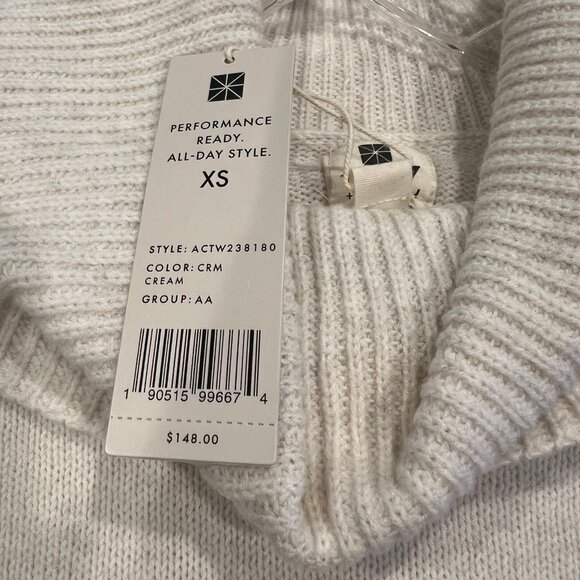 PERFORMANCE
READY.
ALL-DAY STYLE.
XS
STYLE: ACTW238180
COLOR: CRM
CREAM
GROUP: AA
1 90515 99667 4
$148.00